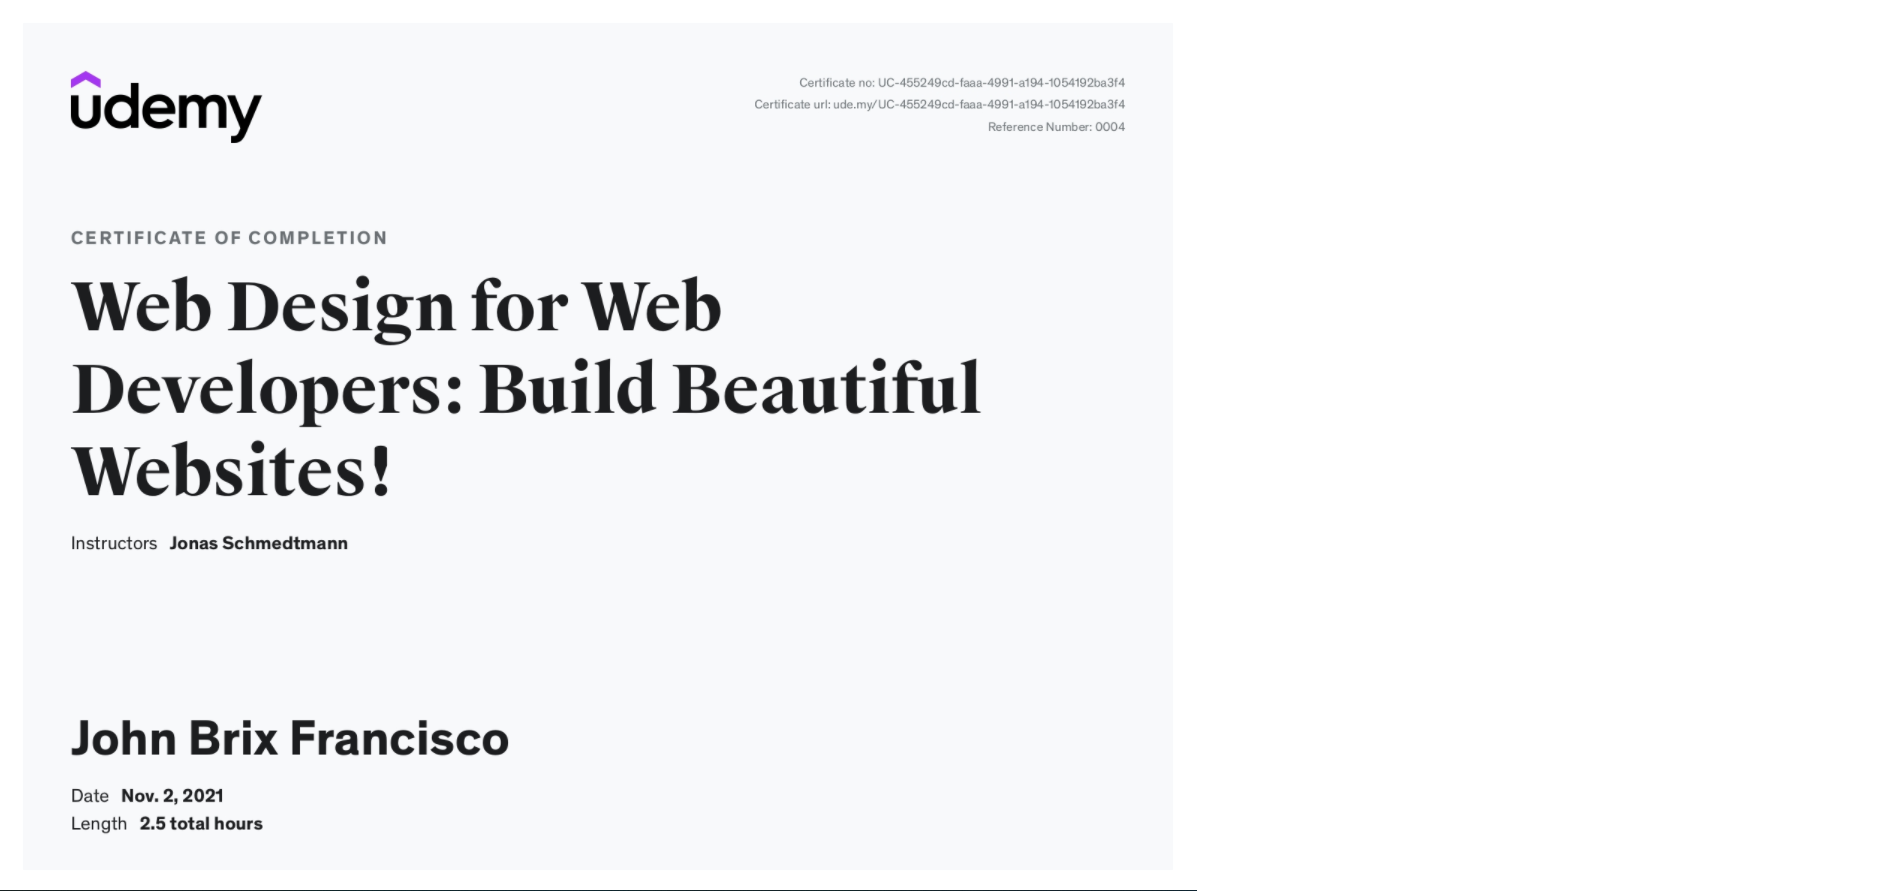 udemy
Certificate no: UC-455249cd-faaa-4991-a194-1054192ba3f4
Certificate url: ude.my/UC-455249cd-faaa-4991-a194-1054192ba3f4
Reference Number: 0004
CERTIFICATE OF COMPLETION
Web Design for Web
Developers: Build Beautiful
Websites!
Instructors Jonas Schmedtmann
John Brix Francisco
Date Nov. 2, 2021
Length 2.5 total hours